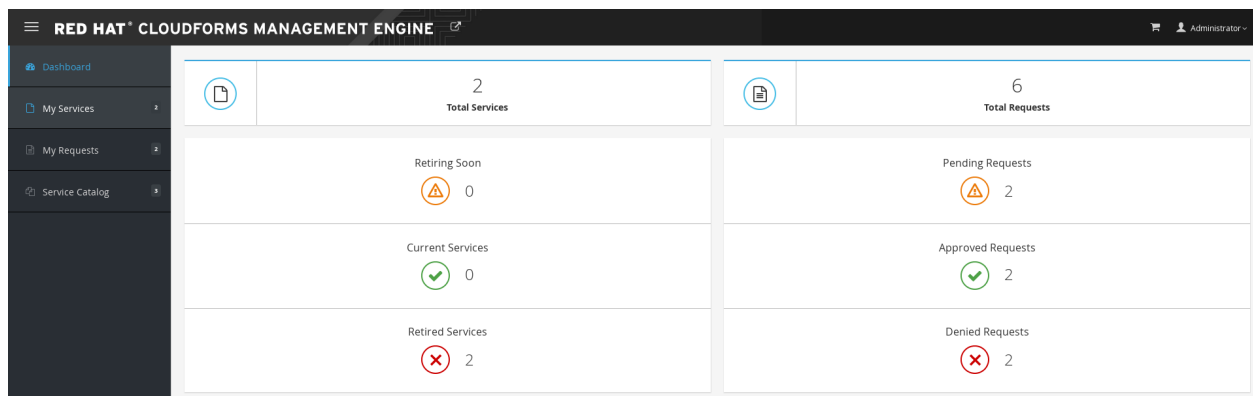 RED HAT® CLOUDFORMS MANAGEMENT ENGINE
Administrator
Dashboard
My Services 2
My Requests 2
Service Catalog 3
2
Total Services
6
Total Requests
Retiring Soon
0
Pending Requests
2
Current Services
0
Approved Requests
2
Retired Services
2
Denied Requests
2